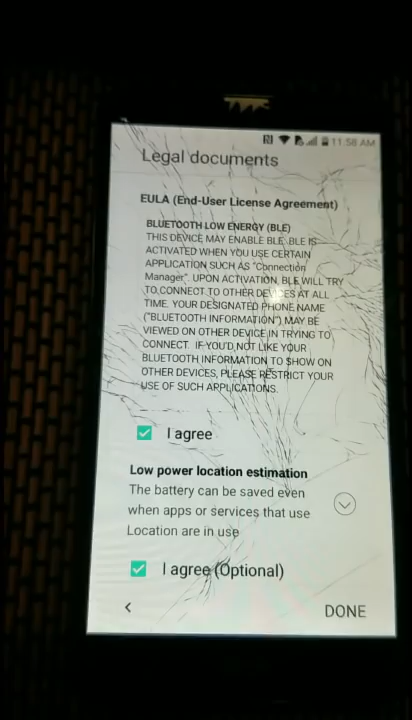 11:58 AM
Legal documents
EULA (End-User License Agreement)
BLUETOOTH LOW ENERGY (BLE)
THIS DEVICE MAY ENABLE BLE. BLE IS
ACTIVATED WHEN YOU USE CERTAIN
APPLICATION SUCH AS "Connection
Manager". UPON ACTIVATION, BLE WILL TRY
TO CONNECT TO OTHER DEVICES AT ALL
TIME. YOUR DESIGNATED PHONE NAME
("BLUETOOTH INFORMATION") MAY BE
VIEWED ON OTHER DEVICE IN TRYING TO
CONNECT. IF YOU'D NOT LIKE YOUR
BLUETOOTH INFORMATION TO SHOW ON
OTHER DEVICES, PLEASE RESTRICT YOUR
USE OF SUCH APPLICATIONS.
I agree
Low power location estimation
The battery can be saved even
when apps or services that use
Location are in use
I agree (Optional)
DONE